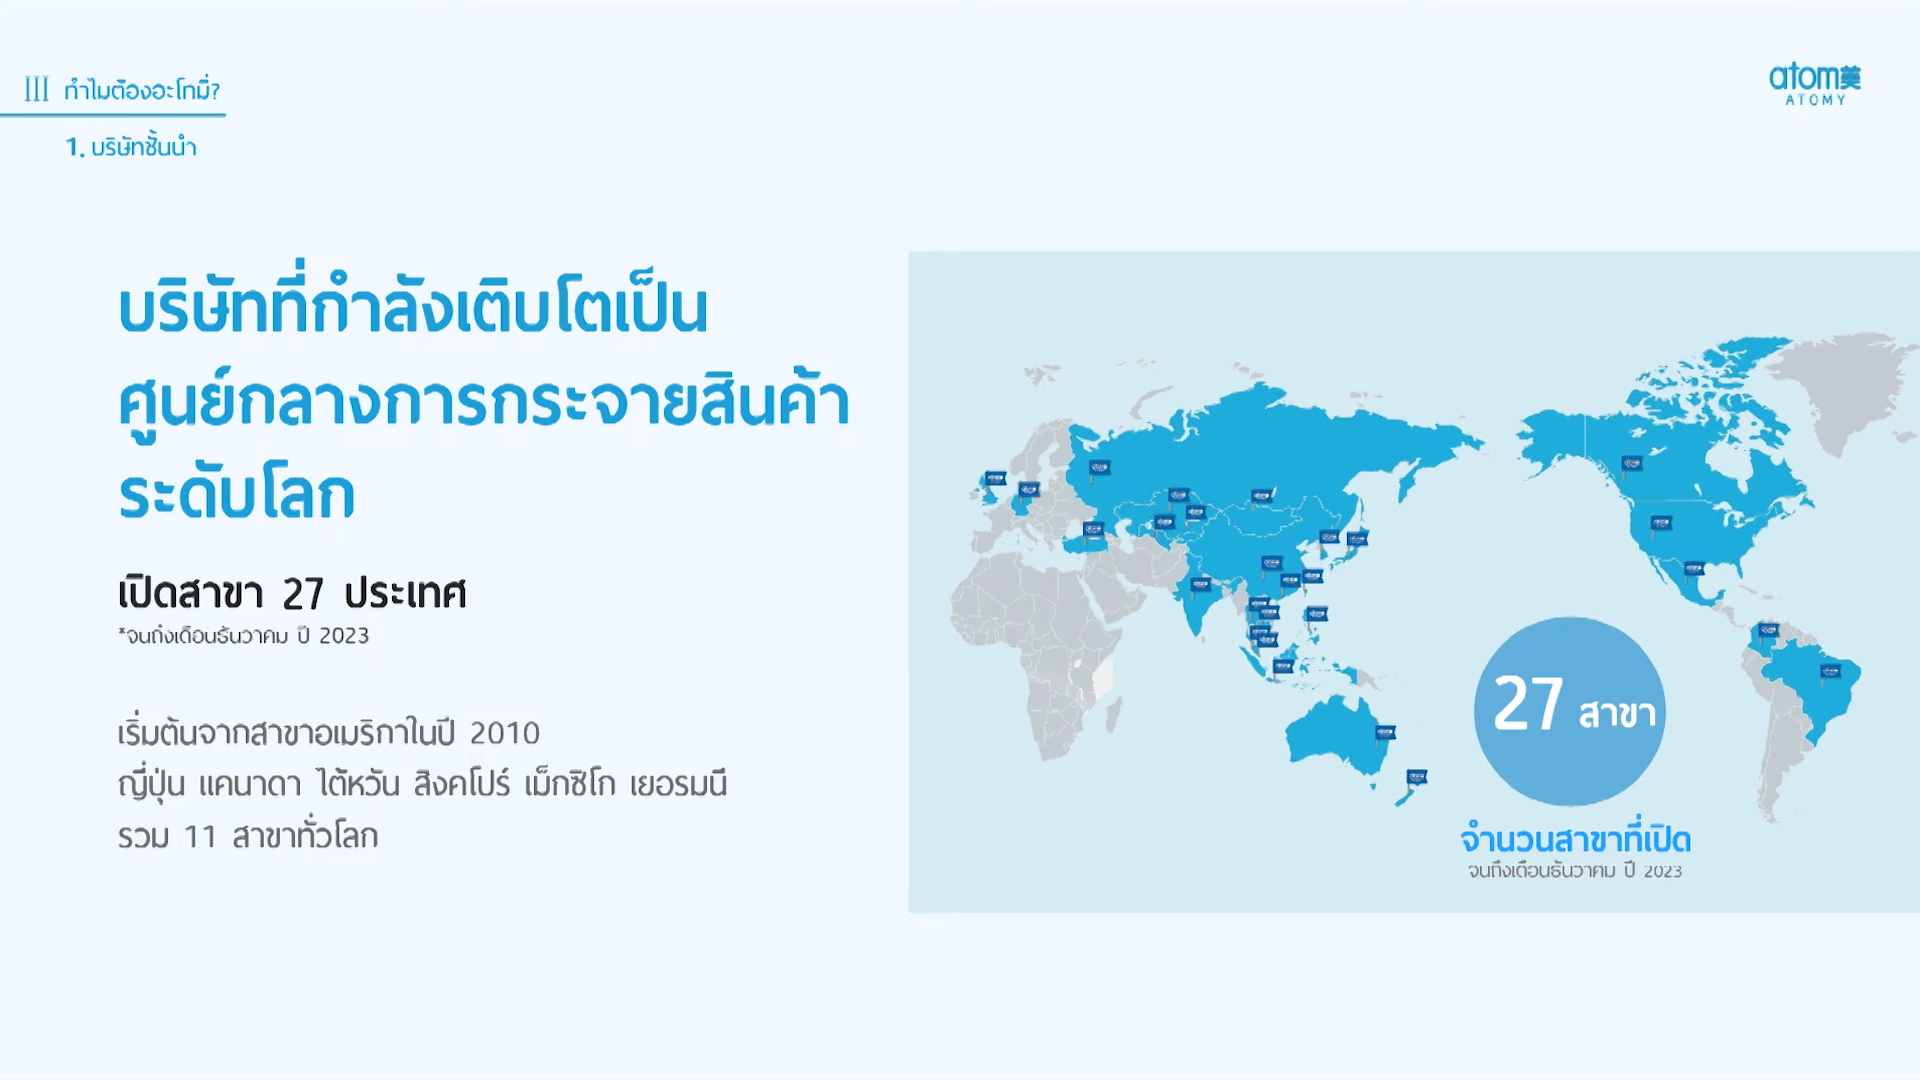 III ทำไมต้องอะโทมี่?
1. บริษัทชั้นนำ
atom美
ATOMY
บริษัทที่กำลังเติบโตเป็น
ศูนย์กลางการกระจายสินค้า
ระดับโลก
เปิดสาขา 27 ประเทศ
*จนถึงเดือนธันวาคม ปี 2023
เริ่มต้นจากสาขาอเมริกาในปี 2010
ญี่ปุ่น แคนาดา ไต้หวัน สิงคโปร์ เม็กซิโก เยอรมนี
รวม 11 สาขาทั่วโลก
27 สาขา
จำนวนสาขาที่เปิด
จนถึงเดือนธันวาคม ปี 2023